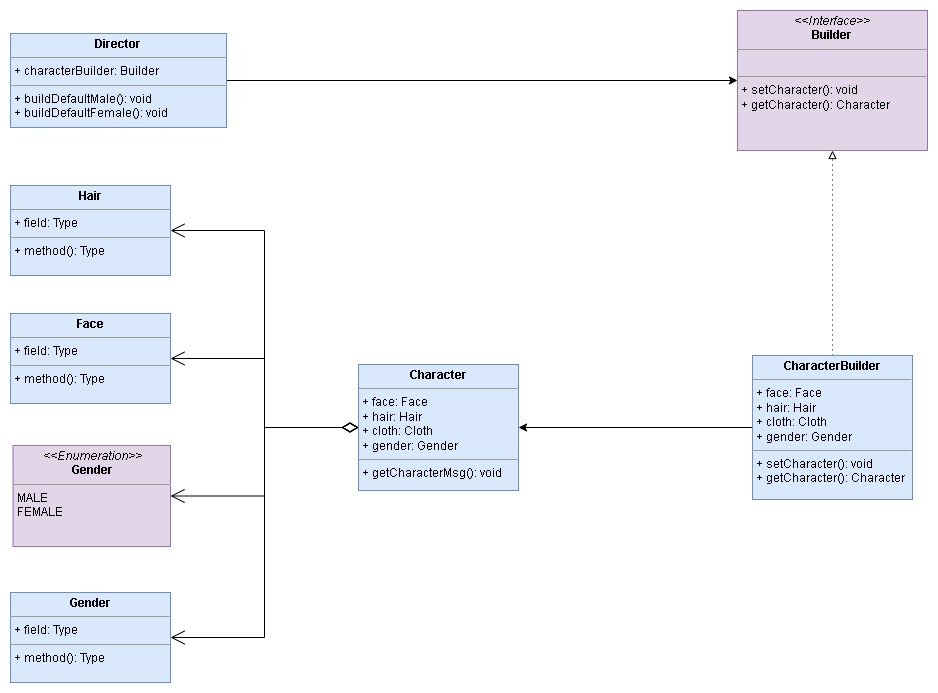 Director
+ characterBuilder: Builder
+ buildDefaultMale(): void
+ buildDefaultFemale(): void
<<Interface>>
Builder
+ setCharacter(): void
+ getCharacter(): Character
Hair
+ field: Type
+ method(): Type
Face
+ field: Type
+ method(): Type
<<Enumeration>>
Gender
MALE
FEMALE
Gender
+ field: Type
+ method(): Type
Character
+ face: Face
+ hair: Hair
+ cloth: Cloth
+ gender: Gender
+ getCharacterMsg(): void
CharacterBuilder
+ face: Face
+ hair: Hair
+ cloth: Cloth
+ gender: Gender
+ setCharacter(): void
+ getCharacter(): Character